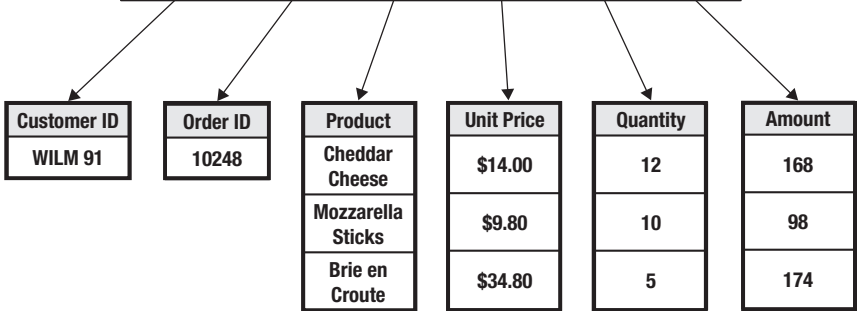 Customer ID
WILM 91
Order ID
10248
Product
Cheddar
Cheese
Mozzarella
Sticks
Brie en
Croute
Unit Price
$14.00
$9.80
$34.80
Quantity
12
10
5
Amount
168
98
174